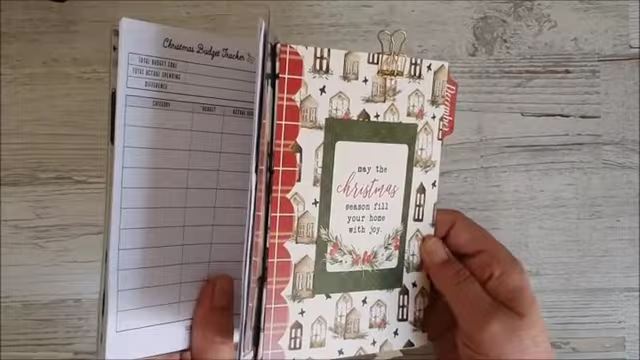 Christmas Budget Tracker
TOTAL BUDGET GOAL
TOTAL ACTUAL SPENDING
DIFFERENCE
CATEGORY BUDGET ACTUAL
December
may the
christmas
season fill
your home
with joy.